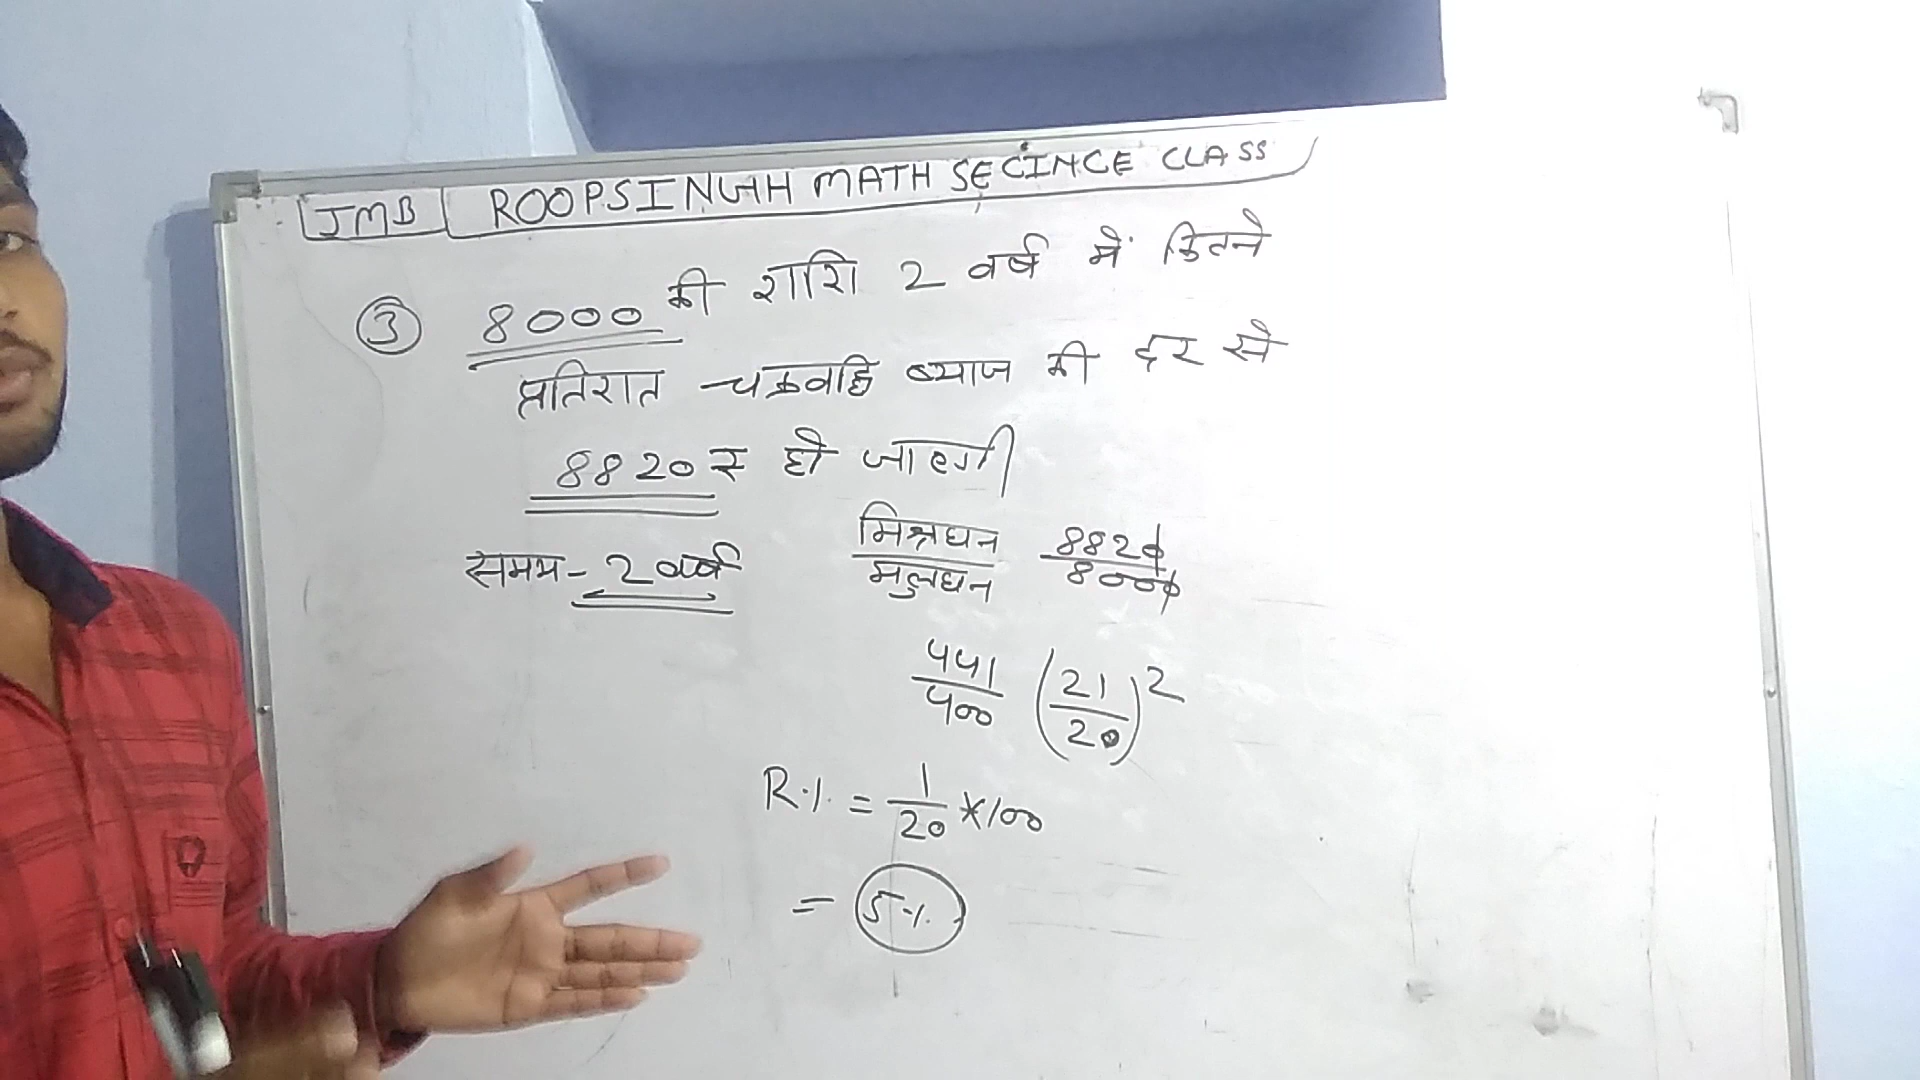 JMB ROOPSINGH MATH SECINCE CLASS
③ 8000 की राशि 2 वर्ष में कितने
प्रतिशत चक्रवद्धि ब्याज की दर से
8820 रु हो जाएगी
समय - 2 वर्ष
मिश्रधन / मुलधन 8820 / 8000
441 / 400 (21 / 20)²
R.%. = 1 / 20 * 100
= 5%